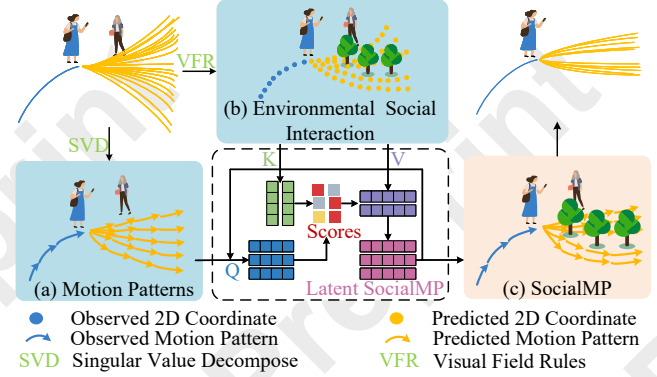 VFR
(b) Environmental Social
Interaction
SVD
K
V
Scores
Q
Latent SocialMP
(a) Motion Patterns
(c) SocialMP
Observed 2D Coordinate
Predicted 2D Coordinate
Observed Motion Pattern
Predicted Motion Pattern
SVD Singular Value Decompose
VFR Visual Field Rules